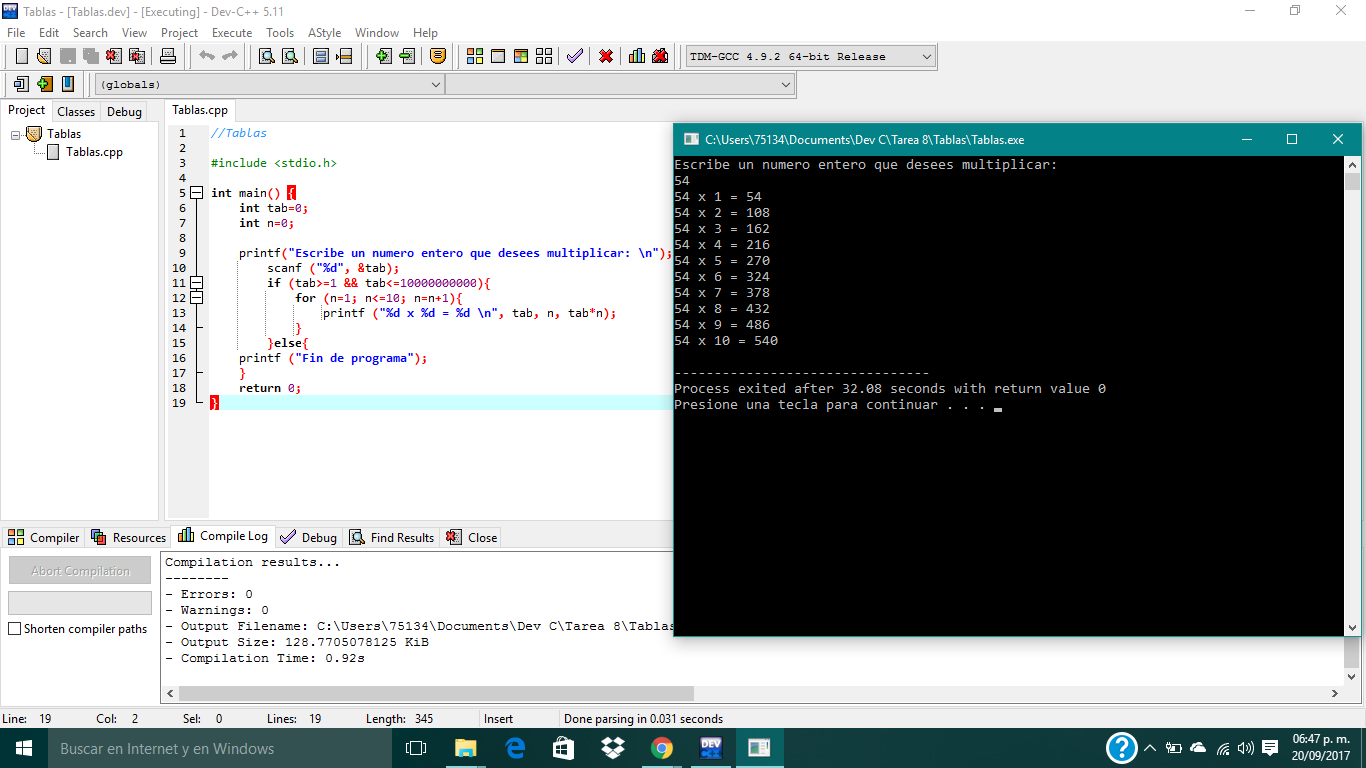 Tablas - [Tablas.dev] - [Executing] - Dev-C++ 5.11
File Edit Search View Project Execute Tools AStyle Window Help
TDM-GCC 4.9.2 64-bit Release
(globals)
Project Classes Debug
Tablas
Tablas.cpp
Tablas.cpp
1 //Tablas
2
3 #include <stdio.h>
4
5 int main() {
6 int tab=0;
7 int n=0;
8
9 printf("Escribe un numero entero que desees multiplicar: \n");
10 scanf ("%d", &tab);
11 if (tab>=1 && tab<=10000000000){
12 for (n=1; n<=10; n=n+1){
13 printf ("%d x %d = %d \n", tab, n, tab*n);
14 }
15 }else{
16 printf ("Fin de programa");
17 }
18 return 0;
19 }
C:\Users\75134\Documents\Dev C\Tarea 8\Tablas\Tablas.exe
Escribe un numero entero que desees multiplicar:
54
54 x 1 = 54
54 x 2 = 108
54 x 3 = 162
54 x 4 = 216
54 x 5 = 270
54 x 6 = 324
54 x 7 = 378
54 x 8 = 432
54 x 9 = 486
54 x 10 = 540
--------------------------------
Process exited after 32.08 seconds with return value 0
Presione una tecla para continuar . . .
Compiler Resources Compile Log Debug Find Results Close
Abort Compilation
Shorten compiler paths
Compilation results...
--------
- Errors: 0
- Warnings: 0
- Output Filename: C:\Users\75134\Documents\Dev C\Tarea 8\Tablas
- Output Size: 128.7705078125 KiB
- Compilation Time: 0.92s
Line: 19 Col: 2 Sel: 0 Lines: 19 Length: 345 Insert Done parsing in 0.031 seconds
Buscar en Internet y en Windows
DEV
06:47 p. m.
20/09/2017